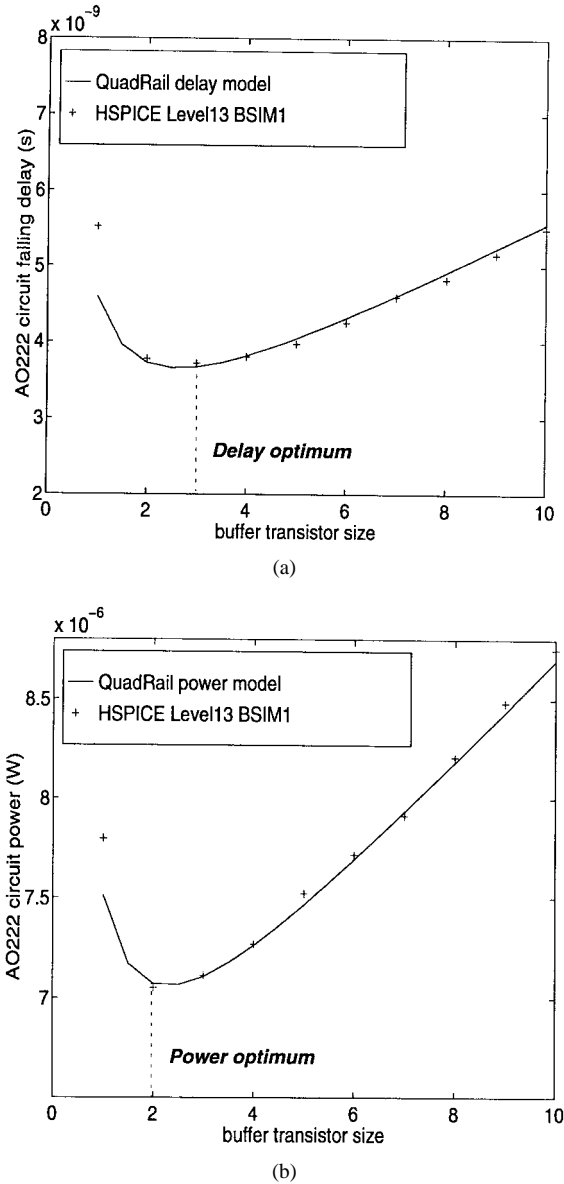 x 10⁻⁹
8
7
6
5
4
3
2
QuadRail delay model
+ HSPICE Level13 BSIM1
AO222 circuit falling delay (s)
Delay optimum
0 2 4 6 8 10
buffer transistor size
(a)
x 10⁻⁶
8.5
8
7.5
7
QuadRail power model
+ HSPICE Level13 BSIM1
AO222 circuit power (W)
Power optimum
0 2 4 6 8 10
buffer transistor size
(b)